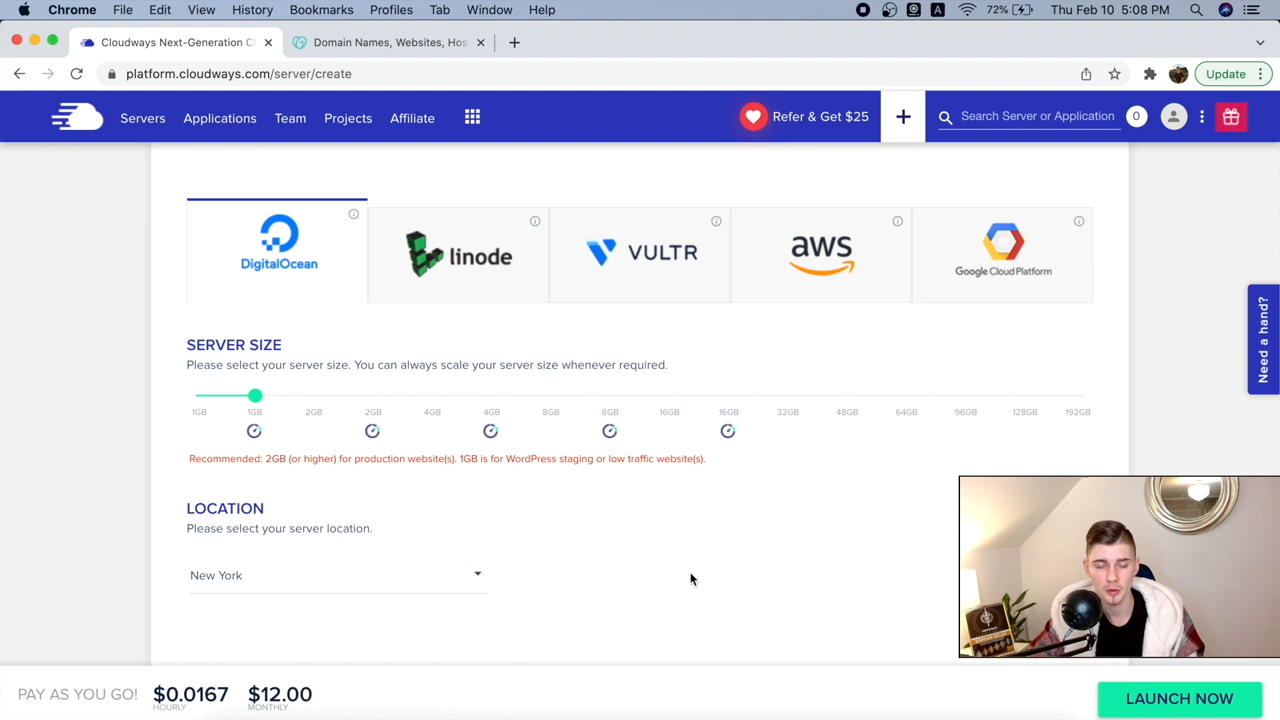 Chrome File Edit View History Bookmarks Profiles Tab Window Help
A 72% Thu Feb 10 5:08 PM
Cloudways Next-Generation C
Domain Names, Websites, Hos
platform.cloudways.com/server/create
Update
Servers Applications Team Projects Affiliate
Refer & Get $25
+
Search Server or Application
0
DigitalOcean
linode
VULTR
aws
Google Cloud Platform
Need a hand?
SERVER SIZE
Please select your server size. You can always scale your server size whenever required.
1GB 1GB 2GB 2GB 4GB 4GB 8GB 8GB 16GB 16GB 32GB 48GB 64GB 96GB 128GB 192GB
Recommended: 2GB (or higher) for production website(s). 1GB is for WordPress staging or low traffic website(s).
LOCATION
Please select your server location.
New York
PAY AS YOU GO! $0.0167 $12.00
HOURLY MONTHLY
LAUNCH NOW